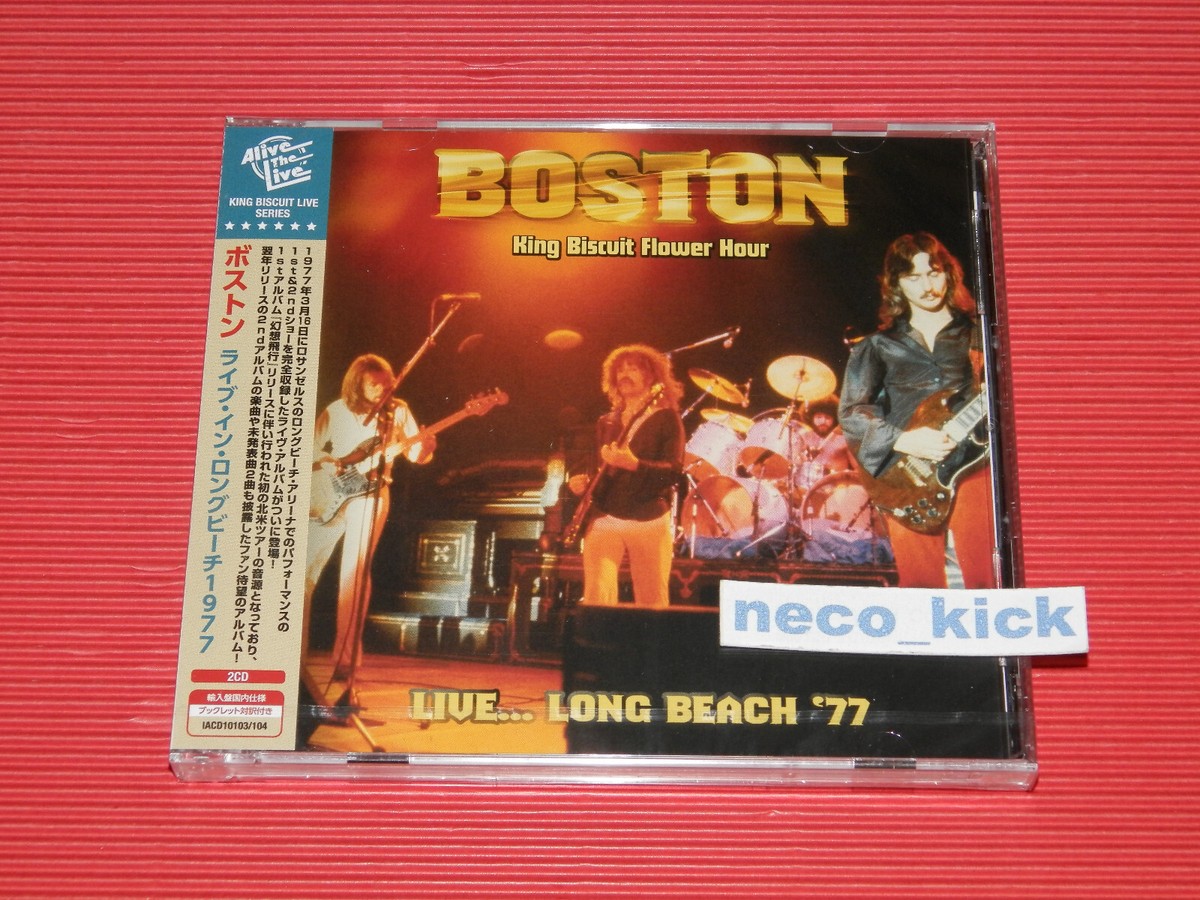 Alive The Live
KING BISCUIT LIVE
SERIES
ボストン ライブ・イン・ロングビーチ1977
1977年3月16日にロサンゼルスのロングビーチ・アリーナでのパフォーマンスの
1st&2ndショーを完全収録したライヴ・アルバムがついに登場！
1stアルバム「幻想飛行」リリースに伴い行われた初の北米ツアーの音源となっており、
翌年リリースの2ndアルバムの楽曲や未発表曲2曲も披露したファン待望のアルバム！
2CD
輸入盤国内仕様
ブックレット対訳付き
IACD10103/104
BOSTON
King Biscuit Flower Hour
neco_kick
LIVE... LONG BEACH '77